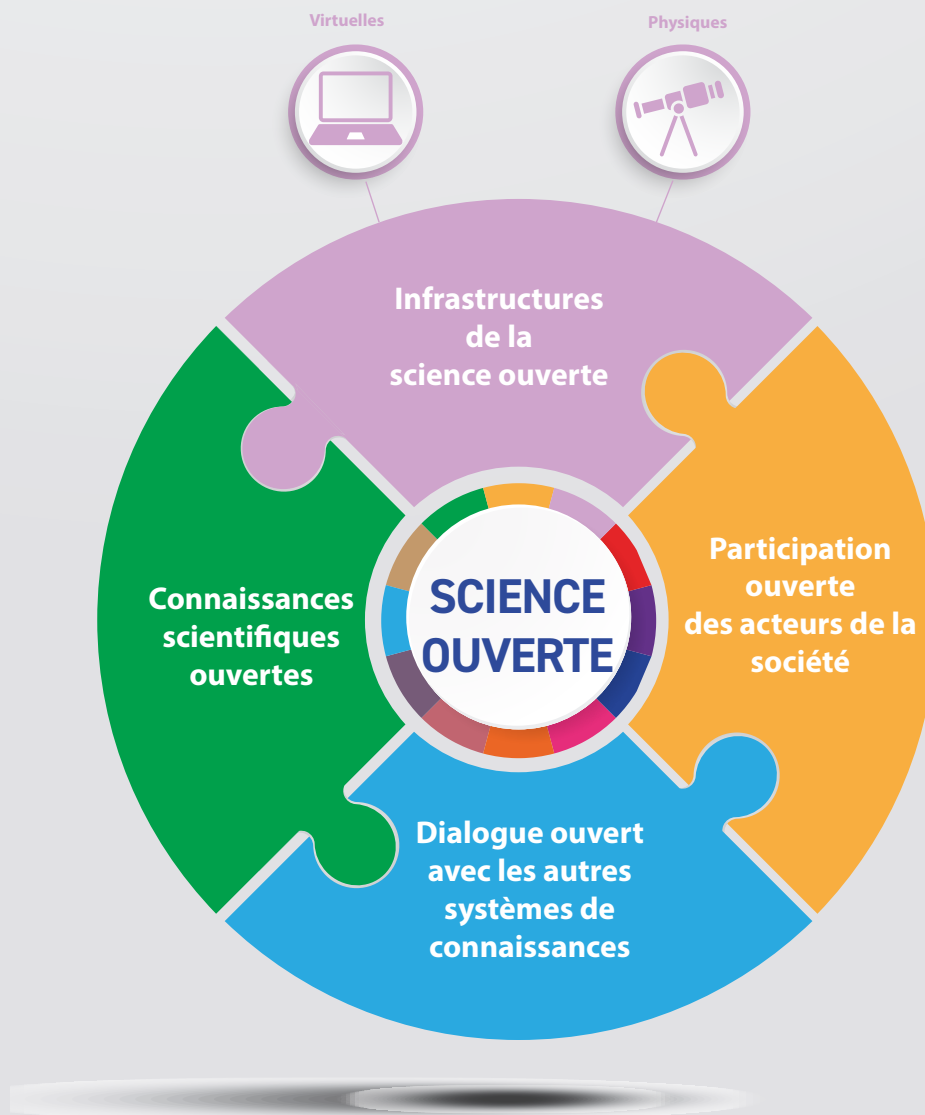 Virtuelles
Physiques
Infrastructures
de la
science ouverte
Connaissances
scientifiques
ouvertes
SCIENCE
OUVERTE
Participation
ouverte
des acteurs de la
société
Dialogue ouvert
avec les autres
systèmes de
connaissances